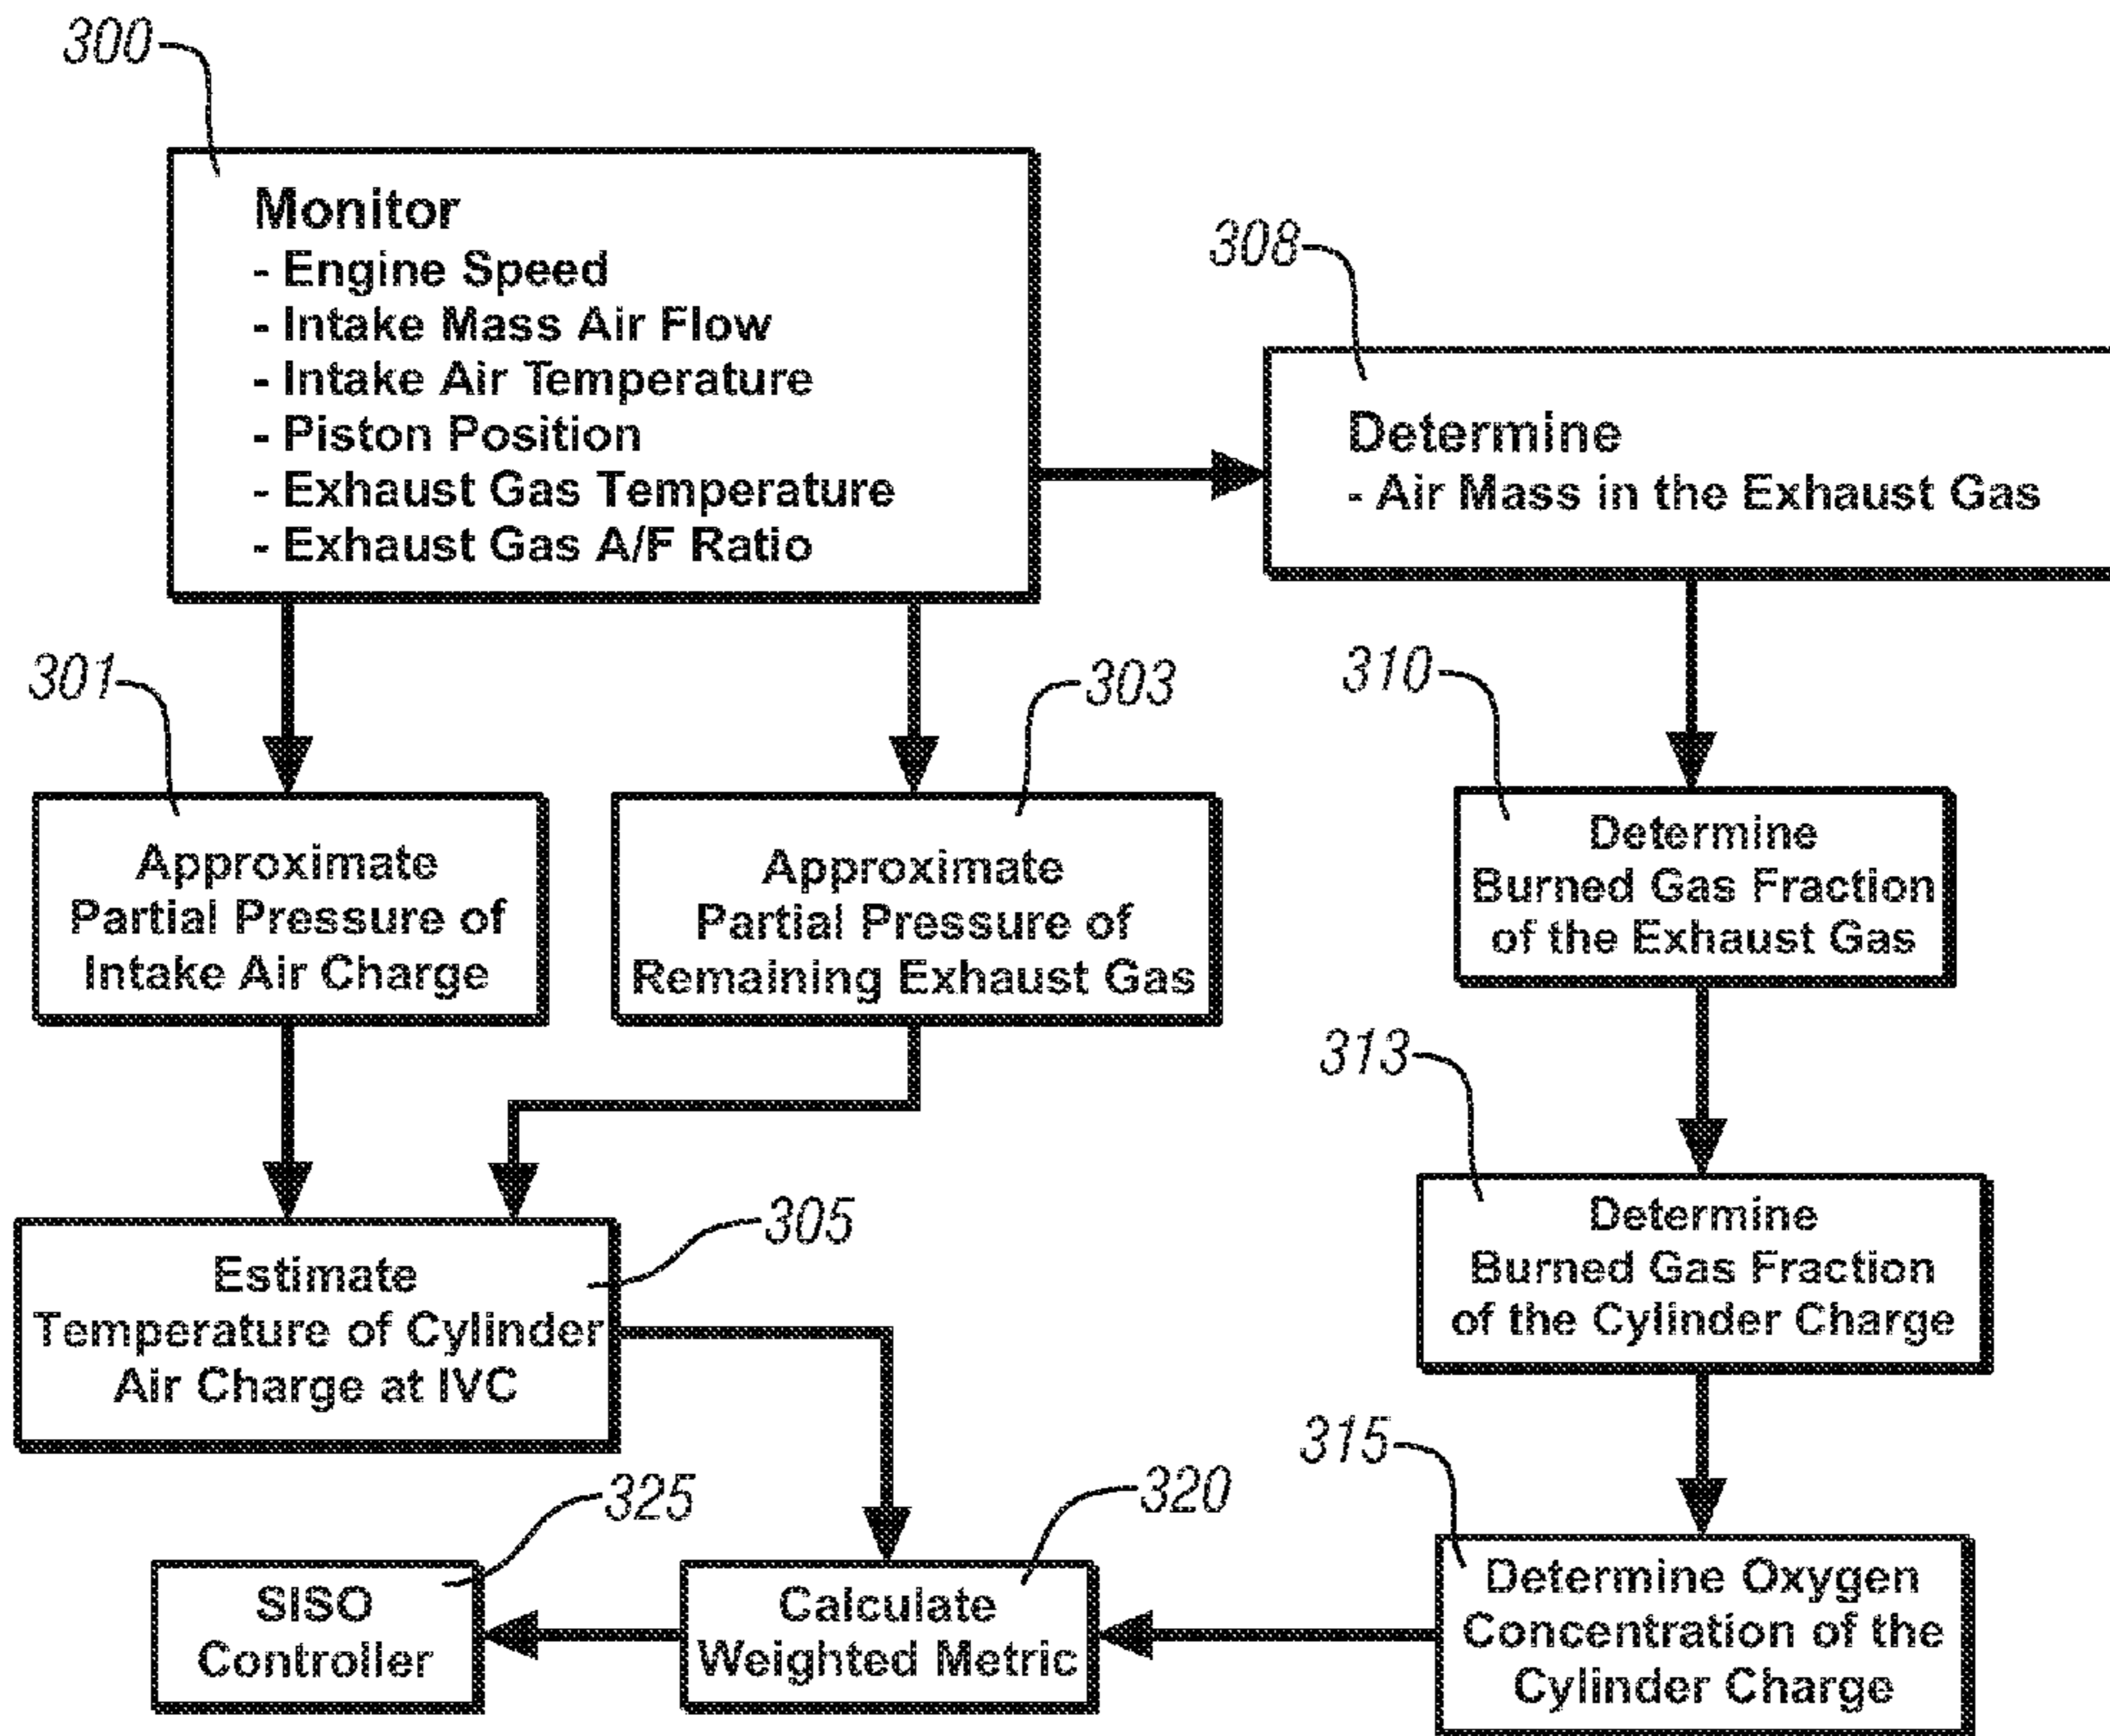 300
Monitor
- Engine Speed
- Intake Mass Air Flow
- Intake Air Temperature
- Piston Position
- Exhaust Gas Temperature
- Exhaust Gas A/F Ratio
308
Determine
- Air Mass in the Exhaust Gas
301
Approximate
Partial Pressure of
Intake Air Charge
303
Approximate
Partial Pressure of
Remaining Exhaust Gas
310
Determine
Burned Gas Fraction
of the Exhaust Gas
313
Determine
Burned Gas Fraction
of the Cylinder Charge
305
Estimate
Temperature of Cylinder
Air Charge at IVC
315
Determine Oxygen
Concentration of the
Cylinder Charge
320
Calculate
Weighted Metric
325
SISO
Controller